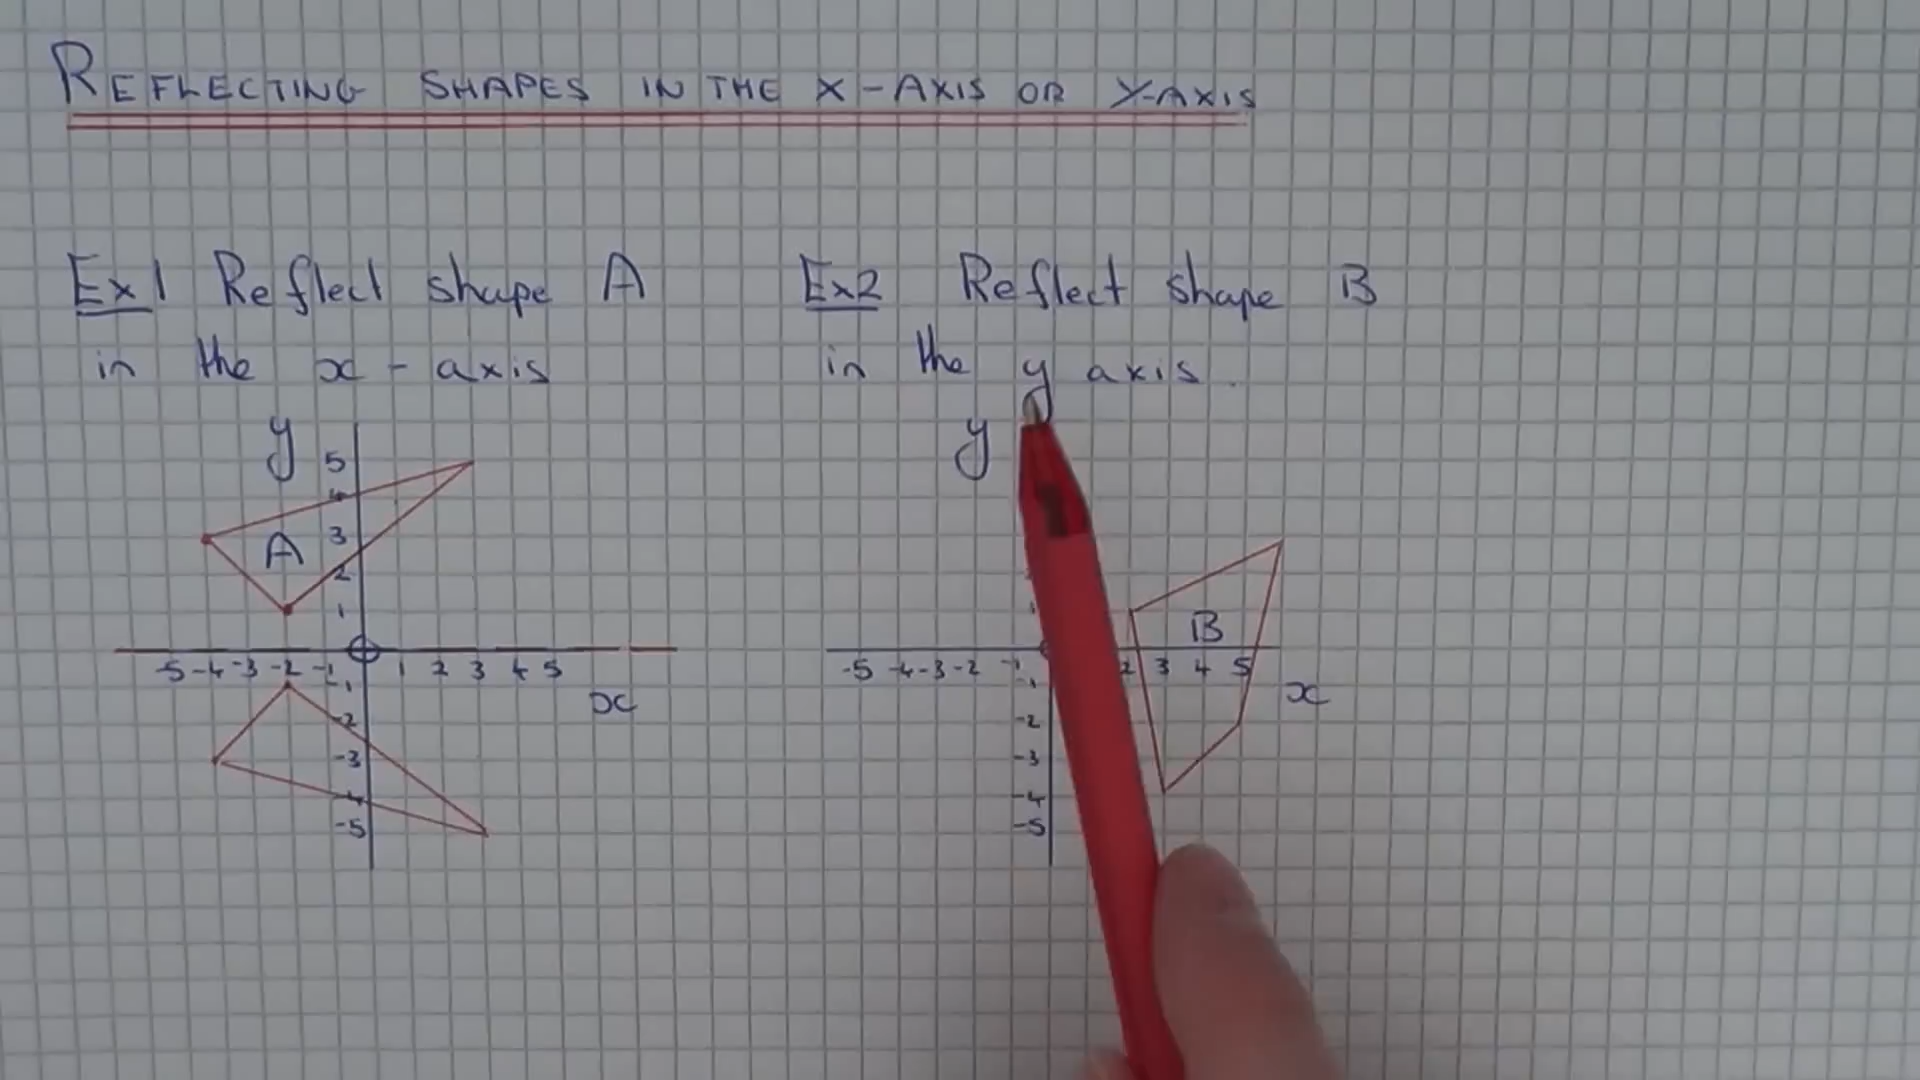 REFLECTING SHAPES IN THE X-AXIS OR Y-AXIS
Ex1 Reflect shape A
in the x-axis
Ex2 Reflect shape B
in the y axis.
y
5
4
3
A
2
1
-5 -4 -3 -2 -1 1 2 3 4 5
x
-1
-2
-3
-4
-5
y
B
-5 -4 -3 -2 -1 2 3 4 5
x
-1
-2
-3
-4
-5